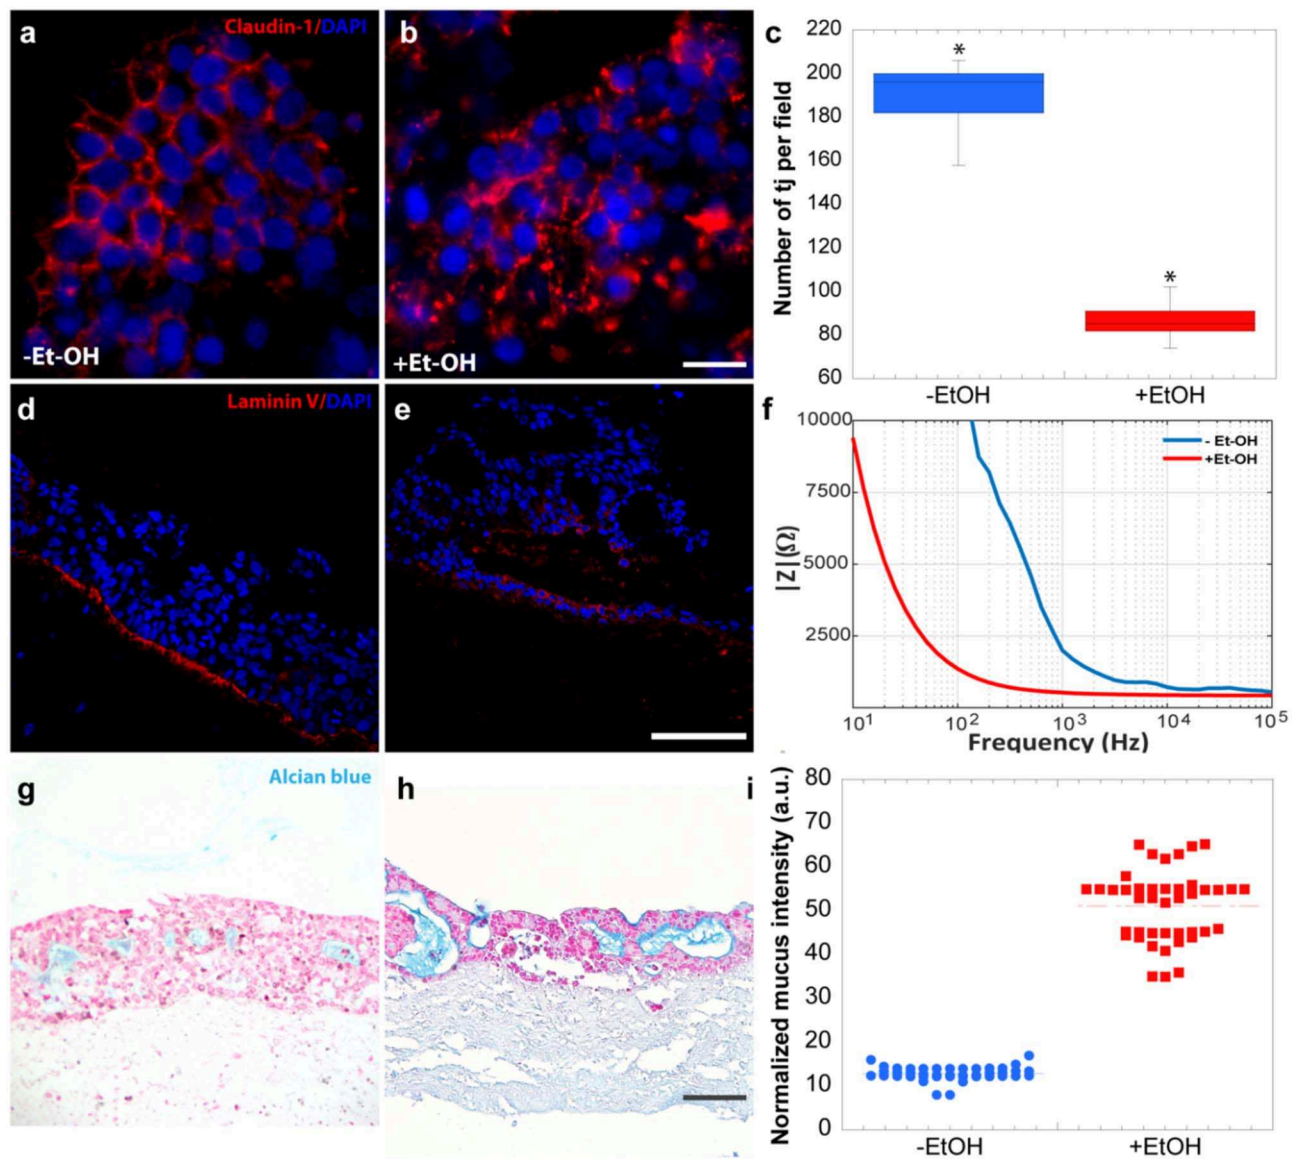 a
Claudin-1/DAPI
-Et-OH
b
+Et-OH
c
Number of tj per field
220
200
180
160
140
120
100
80
60
*
*
-EtOH
+EtOH
d
Laminin V/DAPI
e
f
|Z|(Ω)
10000
7500
5000
2500
- Et-OH
+Et-OH
10¹ 10² 10³ 10⁴ 10⁵
Frequency (Hz)
g
Alcian blue
h
i
Normalized mucus intensity (a.u.)
80
70
60
50
40
30
20
10
0
-EtOH
+EtOH